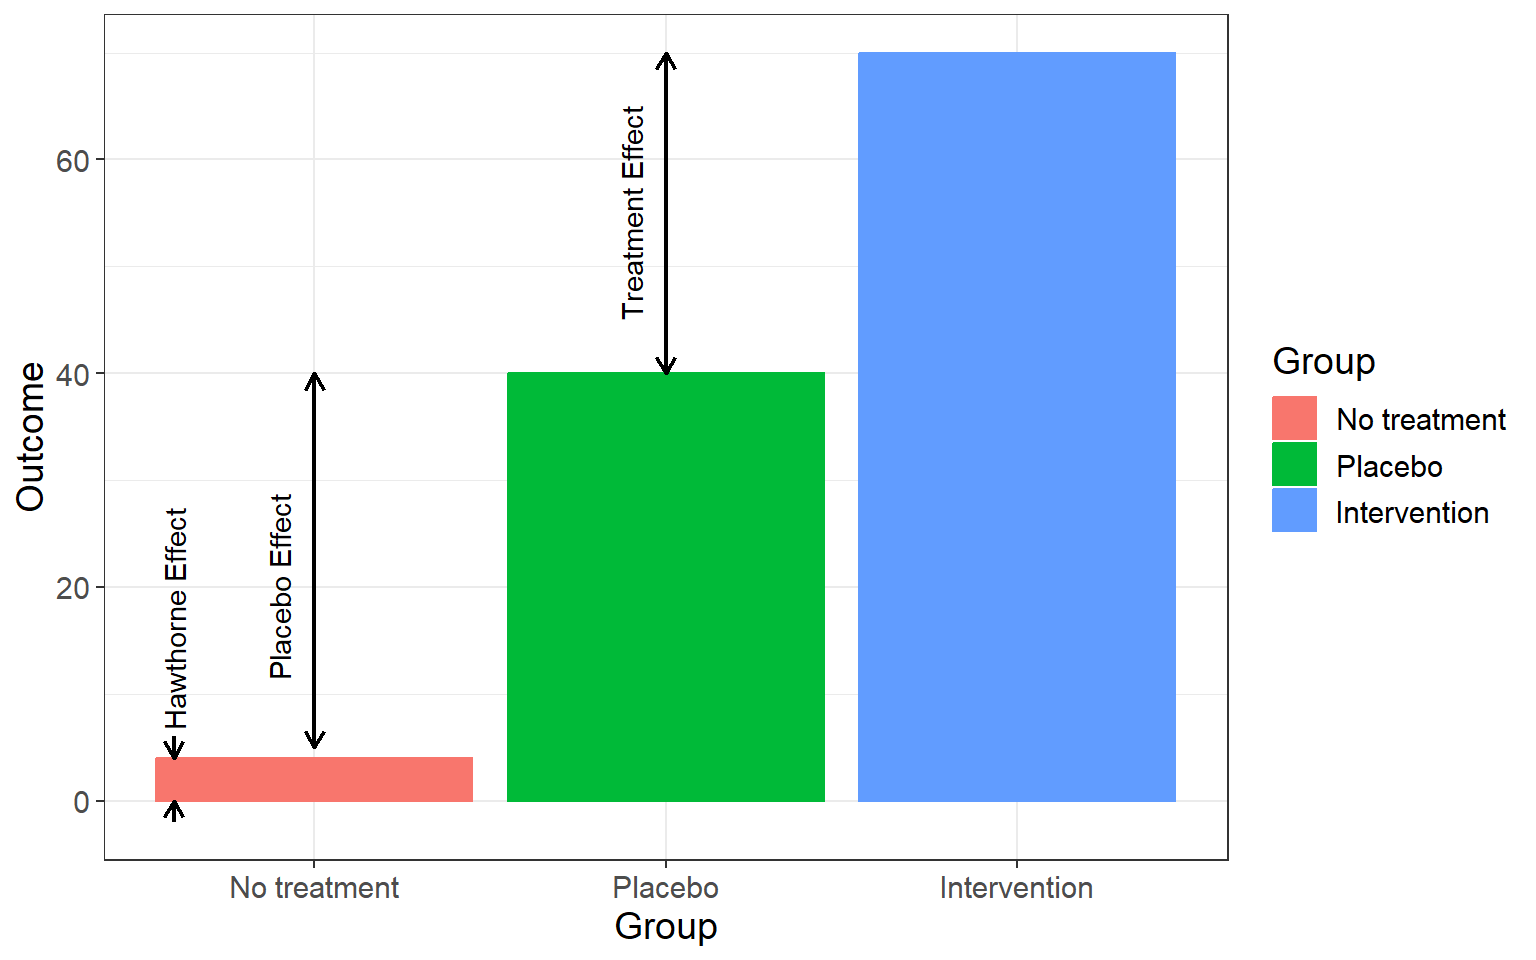 Outcome
60
40
20
0
Hawthorne Effect
Placebo Effect
Treatment Effect
No treatment
Placebo
Intervention
Group
Group
No treatment
Placebo
Intervention